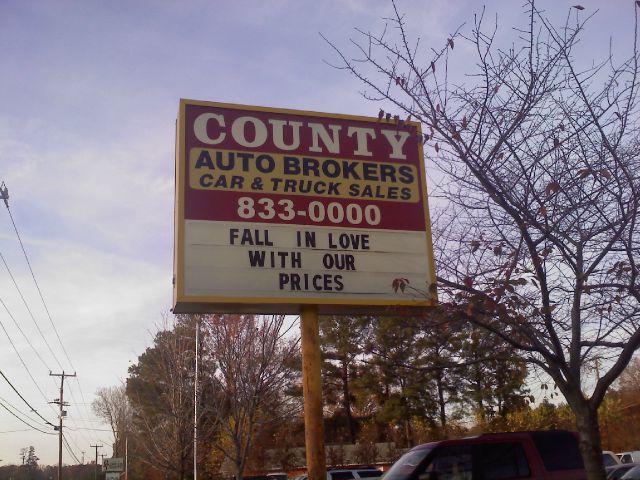 COUNTY
AUTO BROKERS
CAR & TRUCK SALES
833-0000
FALL IN LOVE
WITH OUR
PRICES